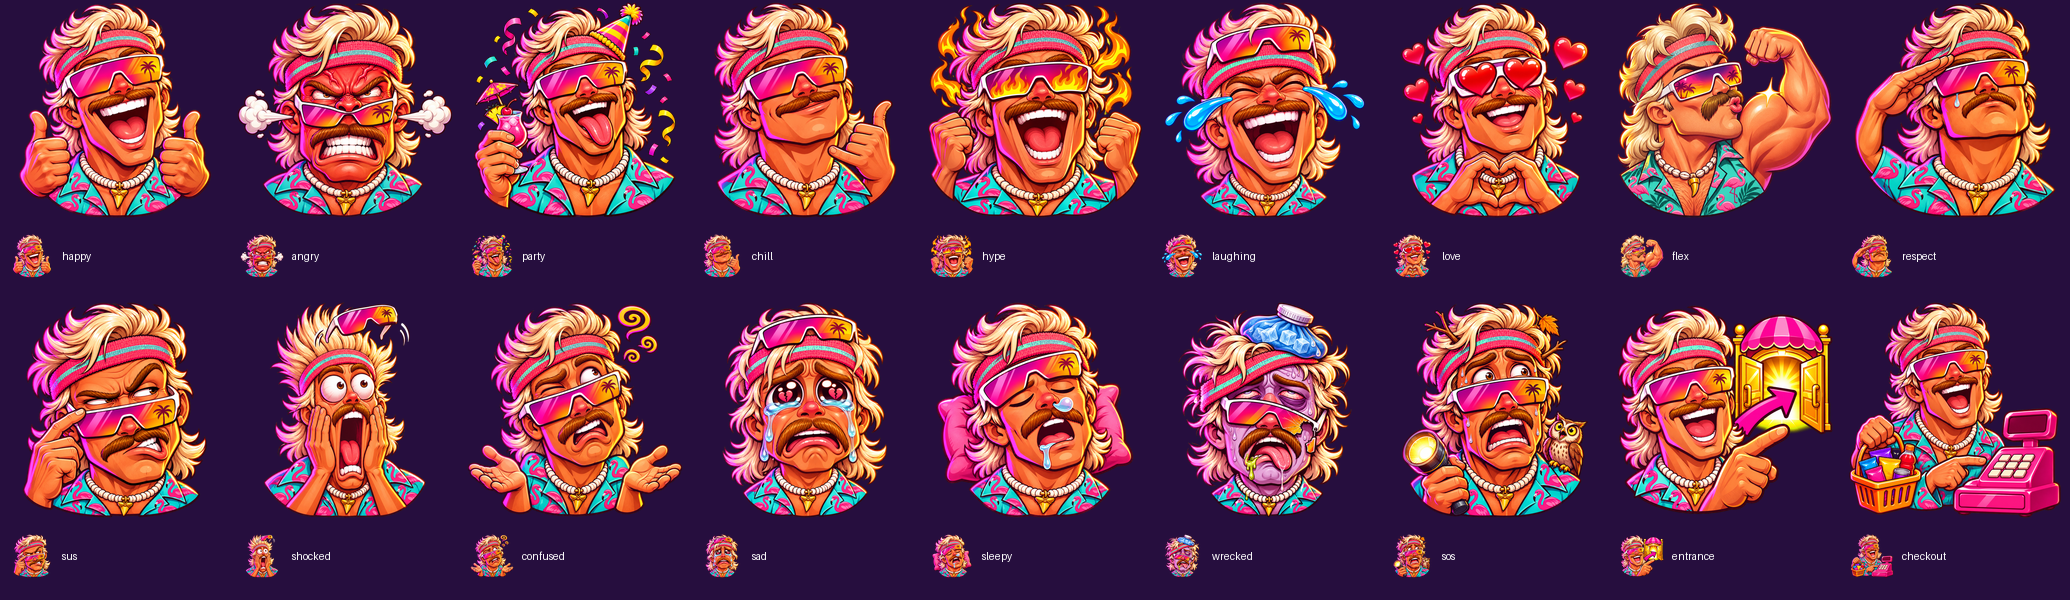 happy
angry
party
chill
hype
laughing
love
flex
respect
sus
shocked
confused
sad
sleepy
wrecked
sos
entrance
checkout